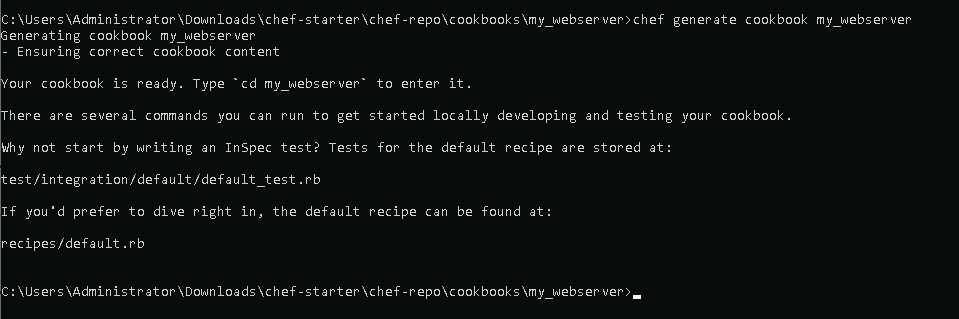 C:\Users\Administrator\Downloads\chef-starter\chef-repo\cookbooks\my_webserver>chef generate cookbook my_webserver
Generating cookbook my_webserver
- Ensuring correct cookbook content
Your cookbook is ready. Type `cd my_webserver` to enter it.
There are several commands you can run to get started locally developing and testing your cookbook.
Why not start by writing an InSpec test? Tests for the default recipe are stored at:
test/integration/default/default_test.rb
If you'd prefer to dive right in, the default recipe can be found at:
recipes/default.rb
C:\Users\Administrator\Downloads\chef-starter\chef-repo\cookbooks\my_webserver>